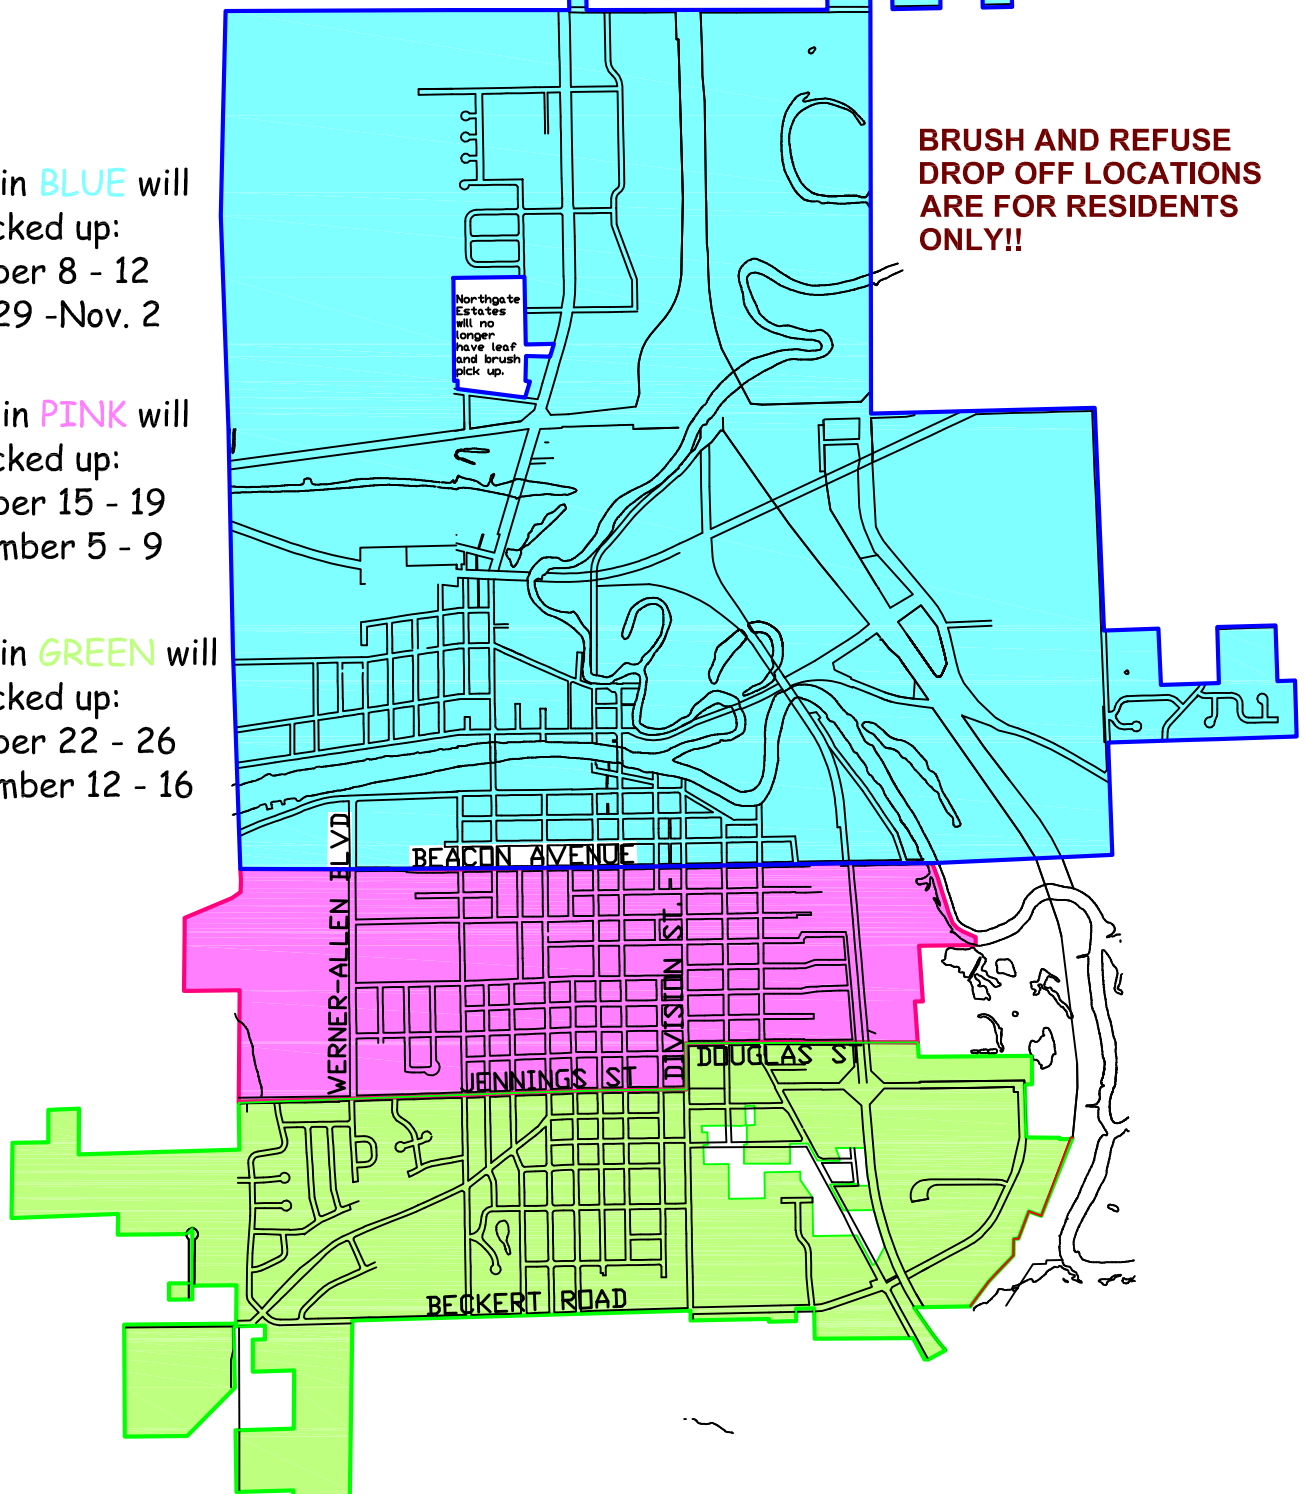 in BLUE will
cked up:
ber 8 - 12
29 -Nov. 2
in PINK will
cked up:
ber 15 - 19
mber 5 - 9
in GREEN will
cked up:
ber 22 - 26
mber 12 - 16
BRUSH AND REFUSE
DROP OFF LOCATIONS
ARE FOR RESIDENTS
ONLY!!
Northgate
Estates
will no
longer
have leaf
and brush
pick up.
BEACON AVENUE
WERNER-ALLEN BLVD
DIVISION ST.
DOUGLAS ST
JENNINGS ST
BECKERT ROAD